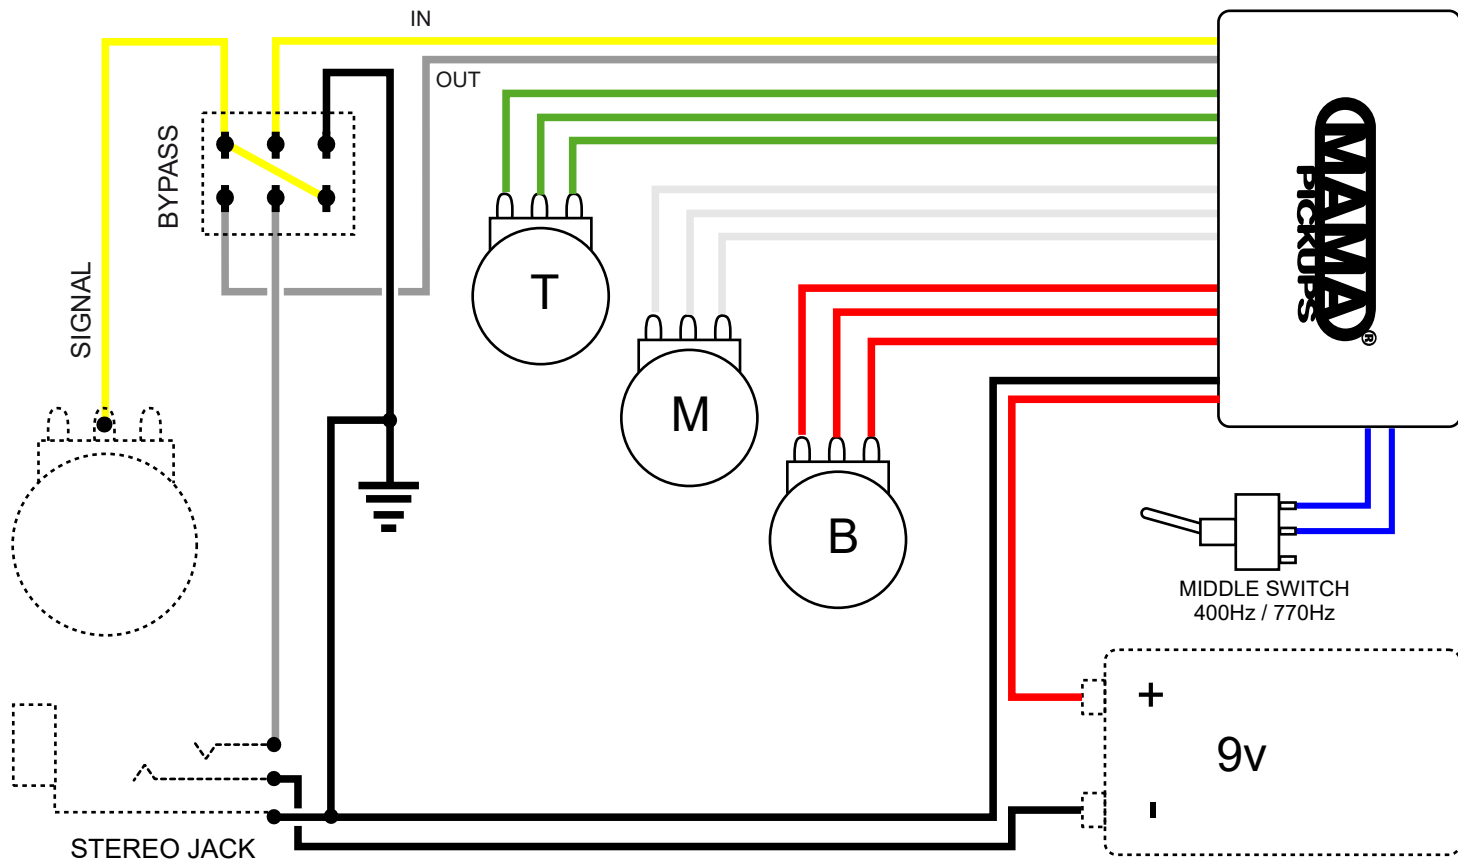 IN
OUT
BYPASS
SIGNAL
MAMA
PICKUPS
®
T
M
B
MIDDLE SWITCH
400Hz / 770Hz
+
9v
-
STEREO JACK